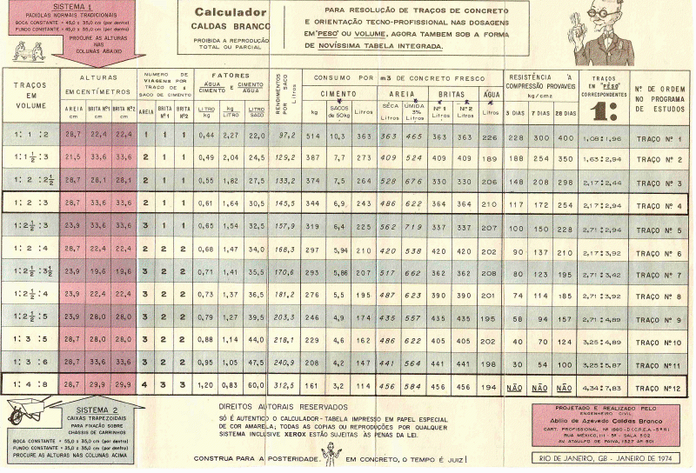 SISTEMA 1
PADIOLAS NORMAIS TRADICIONAIS
BOCA CONSTANTE = 45,0 x 35,0 cm (por dentro)
FUNDO CONSTANTE = 45,0 x 35,0 cm (por dentro)
PROCURE AS ALTURAS
NAS
COLUNAS ABAIXO
Calculador
CALDAS BRANCO
PROIBIDA A REPRODUÇÃO
TOTAL OU PARCIAL
PARA RESOLUÇÃO DE TRAÇOS DE CONCRETO
E ORIENTAÇÃO TECNO-PROFISSIONAL NAS DOSAGENS
EM "PESO" OU VOLUME, AGORA TAMBEM SOB A FORMA
DE NOVÍSSIMA TABELA INTEGRADA.
TRAÇOS EM VOLUME
ALTURAS EM CENTÍMETROS
AREIA cm BRITA Nº1 cm BRITA Nº2 cm
NUMERO DE VIAGENS POR TRAÇO DE 1 SACO DE CIMENTO
AREIA BRITA Nº 1 BRITA Nº 2
FATORES
ÁGUA CIMENTO E CIMENTO ÁGUA
LITRO kg kg LITRO LITROS SACO
RENDIMENTOS POR SACO Litros
CONSUMO POR m3 DE CONCRETO FRESCO
CIMENTO AREIA BRITAS ÁGUA
kg SACOS de 50kg Litros SÊCA Litros ÚMIDA 3% Litros Nº 1 Litros Nº 2 Litros Litros
RESISTÊNCIA À COMPRESSÃO PROVÁVEIS kg/cm2
3 DIAS 7 DIAS 28 DIAS
TRAÇOS EM "PÊSO" CORRESPONDENTES 1:
Nº DE ORDEM NO PROGRAMA DE ESTUDOS
1: 1 :2 28,7 22,4 22,4 1 1 1 0,44 2,27 22,0 97,2 514 10,3 363 363 465 363 363 226 228 300 400 1,08:1,96 TRAÇO Nº 1
1:1½:3 21,5 33,6 33,6 2 1 1 0,49 2,04 24,5 129,2 387 7,7 273 409 524 409 409 189 188 254 350 1,63:2,94 TRAÇO Nº 2
1: 2 :2½ 28,7 28,1 28,1 2 1 1 0,55 1,82 27,5 133,2 374 7,5 264 528 676 330 330 206 148 208 298 2,17:2,44 TRAÇO Nº 3
1: 2 :3 28,7 33,6 33,6 2 1 1 0,61 1,64 30,5 145,5 344 6,9 243 486 622 364 364 210 117 172 254 2,17:2,94 TRAÇO Nº 4
1:2½:3 23,9 33,6 33,6 3 1 1 0,65 1,54 32,5 157,9 319 6,4 225 562 719 337 337 207 100 150 228 2,71:2,94 TRAÇO Nº 5
1: 2 :4 28,7 22,4 22,4 2 2 2 0,68 1,47 34,0 168,3 297 5,94 210 420 538 420 420 202 90 137 210 2,17:3,92 TRAÇO Nº 6
1:2½:3½ 23,9 19,6 19,6 3 2 2 0,71 1,41 35,5 170,6 293 5,86 207 517 662 362 362 208 80 123 195 2,71:3,42 TRAÇO Nº 7
1:2½:4 23,9 22,4 22,4 3 2 2 0,73 1,37 36,5 181,2 276 5,5 195 487 623 390 390 201 74 114 185 2,71:3,92 TRAÇO Nº 8
1:2½:5 23,9 28,0 28,0 3 2 2 0,79 1,27 39,5 203,3 246 4,9 174 435 557 435 435 195 58 94 157 2,71:4,89 TRAÇO Nº 9
1: 3 :5 28,7 28,0 28,0 3 2 2 0,88 1,14 44,0 218,1 229 4,6 162 486 622 405 405 202 40 70 124 3,25:4,89 TRAÇO Nº 10
1: 3 :6 28,7 33,6 33,6 3 2 2 0,95 1,05 47,5 240,9 208 4,2 147 441 564 441 441 198 30 54 100 3,25:5,87 TRAÇO Nº 11
1: 4 :8 28,7 29,9 29,9 4 3 3 1,20 0,83 60,0 312,5 161 3,2 114,5 456 584 456 456 194 NÃO NÃO NÃO 4,34:7,83 TRAÇO Nº 12
SISTEMA 2
CAIXAS TRAPEZOIDAIS
PARA FIXAÇÃO SOBRE
CHASSIS DE CARRINHOS
BOCA CONSTANTE = 55,0 x 35,0 cm (por dentro)
FUNDO CONSTANTE = 35,0 x 35,0 cm (por dentro)
PROCURE AS ALTURAS NAS COLUNAS ACIMA
DIREITOS AUTORAIS RESERVADOS
SÓ É AUTENTICO O CALCULADOR-TABELA IMPRESSO EM PAPEL ESPECIAL
DE COR AMARELA; TODAS AS COPIAS OU REPRODUÇÕES POR QUALQUER
SISTEMA INCLUSIVE XEROX ESTÃO SUJEITAS ÀS PENAS DA LEI.
CONSTRUA PARA A POSTERIDADE. EM CONCRETO, O TEMPO É JUIZ!
PROJETADO E REALIZADO PELO
ENGENHEIRO CIVIL
Abilio de Azevedo Caldas Branco
RIO DE JANEIRO, GB - JANEIRO DE 1974